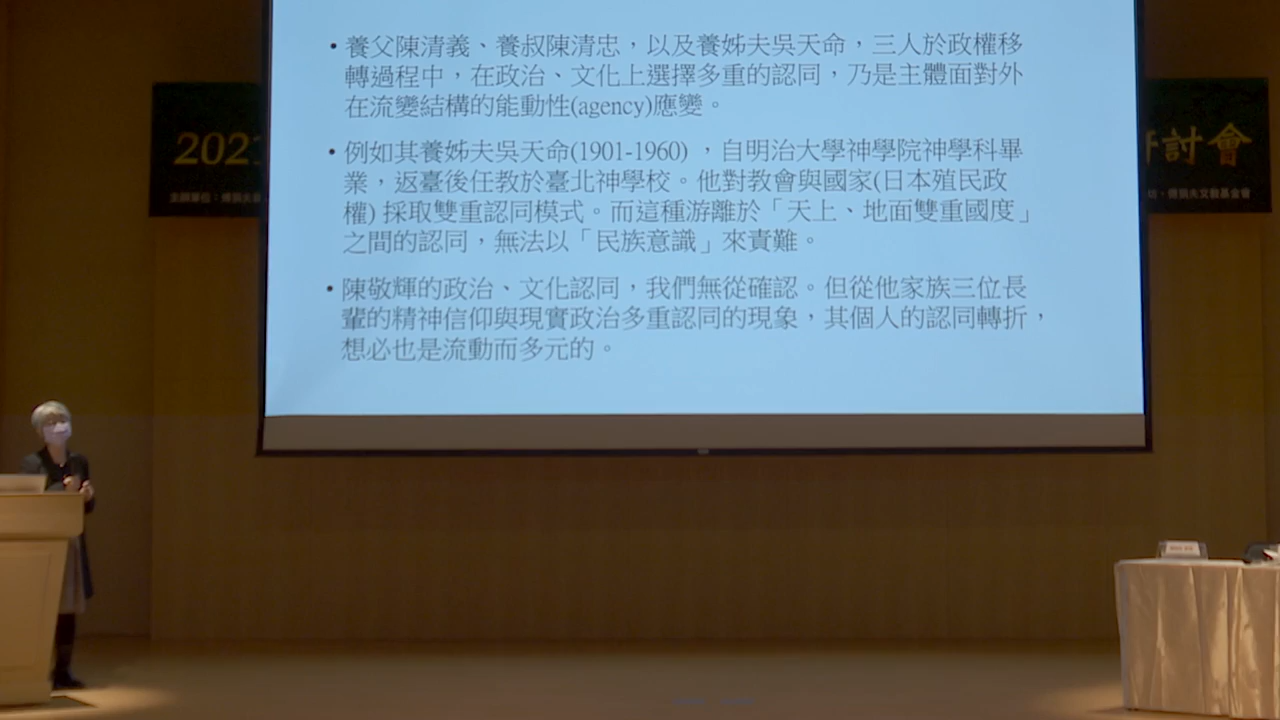 • 養父陳清義、養叔陳清忠，以及養姊夫吳天命，三人於政權移
轉過程中，在政治、文化上選擇多重的認同，乃是主體面對外
在流變結構的能動性(agency)應變。
• 例如其養姊夫吳天命(1901-1960) ，自明治大學神學院神學科畢
業，返臺後任教於臺北神學校。他對教會與國家(日本殖民政
權) 採取雙重認同模式。而這種游離於「天上、地面雙重國度」
之間的認同，無法以「民族意識」來責難。
• 陳敬輝的政治、文化認同，我們無從確認。但從他家族三位長
輩的精神信仰與現實政治多重認同的現象，其個人的認同轉折，
想必也是流動而多元的。
2021
討會
主辦單位：
夫文教基金會